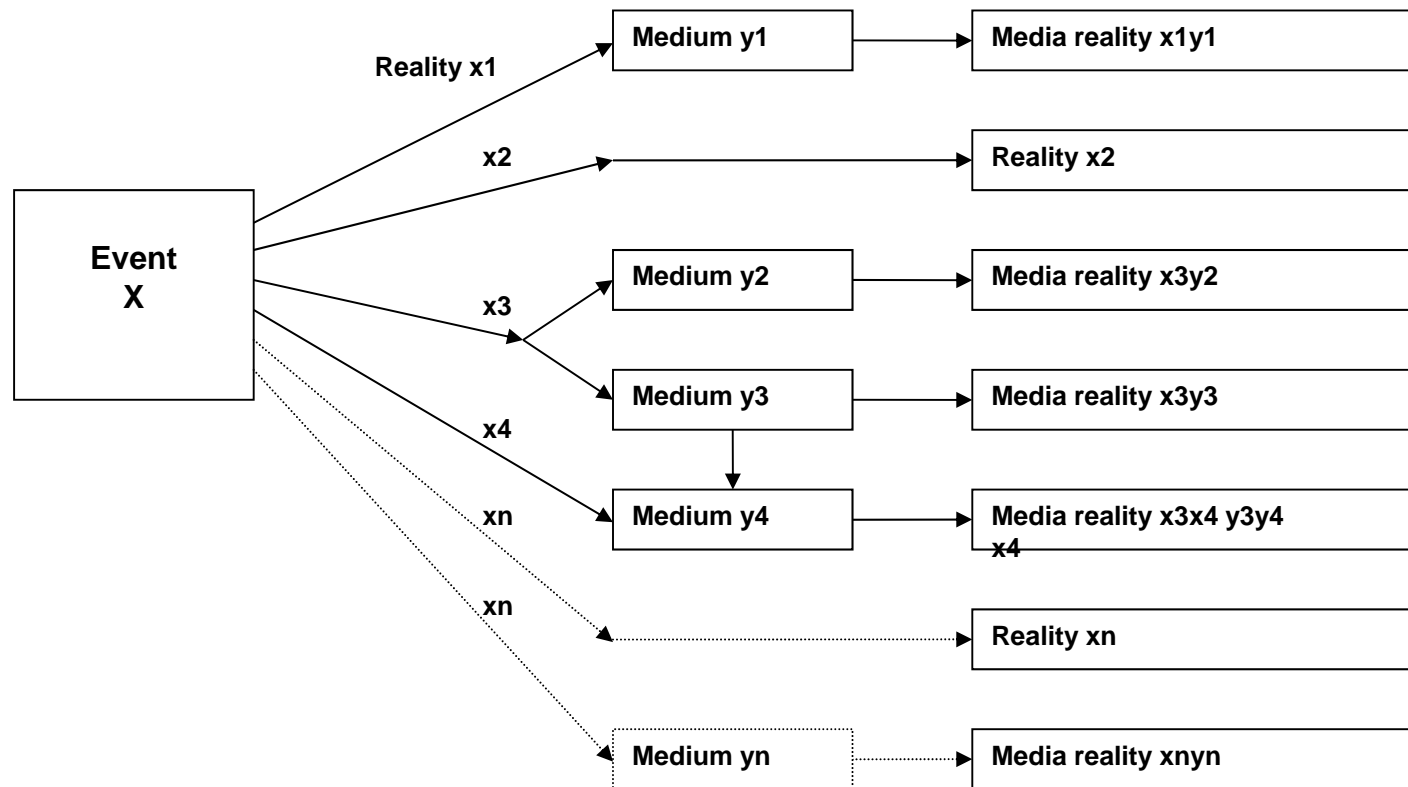 Medium y1
Media reality x1y1
Reality x1
x2
Reality x2
Event
X
Medium y2
Media reality x3y2
x3
Medium y3
Media reality x3y3
x4
Medium y4
Media reality x3x4 y3y4
x4
xn
xn
Reality xn
Medium yn
Media reality xnyn